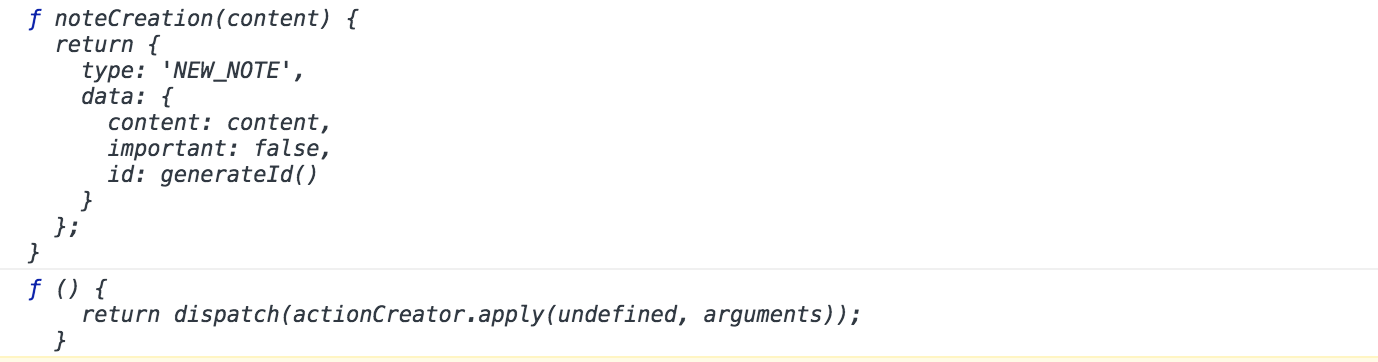 ƒ noteCreation(content) {
return {
type: 'NEW_NOTE',
data: {
content: content,
important: false,
id: generateId()
}
};
}
ƒ () {
return dispatch(actionCreator.apply(undefined, arguments));
}